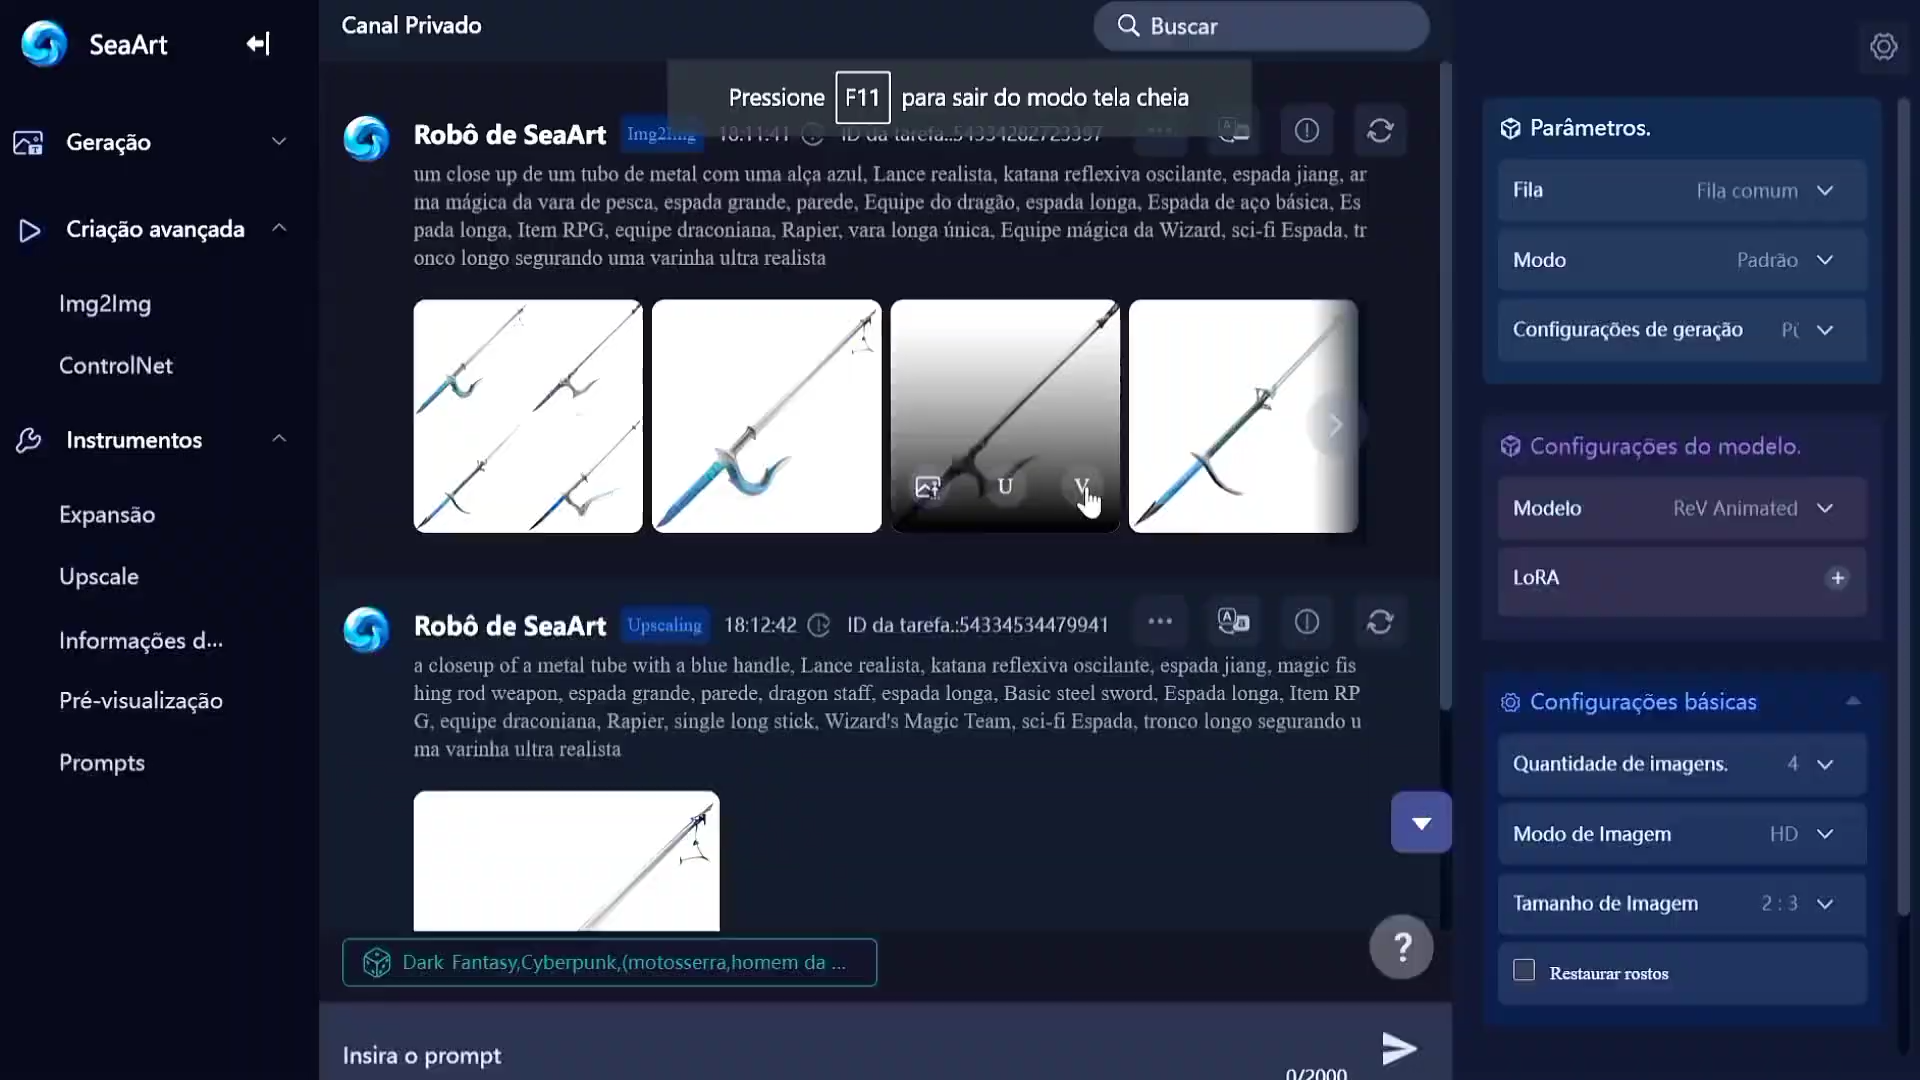 SeaArt
Geração
Criação avançada
Img2Img
ControlNet
Instrumentos
Expansão
Upscale
Informações d...
Pré-visualização
Prompts
Canal Privado
Buscar
Pressione F11 para sair do modo tela cheia
Robô de SeaArt Img2Img 18:11:41 ID da tarefa.:54334282723397
um close up de um tubo de metal com uma alça azul, Lance realista, katana reflexiva oscilante, espada jiang, ar
ma mágica da vara de pesca, espada grande, parede, Equipe do dragão, espada longa, Espada de aço básica, Es
pada longa, Item RPG, equipe draconiana, Rapier, vara longa única, Equipe mágica da Wizard, sci-fi Espada, tr
onco longo segurando uma varinha ultra realista
U
V
Robô de SeaArt Upscaling 18:12:42 ID da tarefa.:54334534479941
a closeup of a metal tube with a blue handle, Lance realista, katana reflexiva oscilante, espada jiang, magic fis
hing rod weapon, espada grande, parede, dragon staff, espada longa, Basic steel sword, Espada longa, Item RP
G, equipe draconiana, Rapier, single long stick, Wizard's Magic Team, sci-fi Espada, tronco longo segurando u
ma varinha ultra realista
Dark Fantasy,Cyberpunk,(motosserra,homem da ...
?
Insira o prompt
0/2000
Parâmetros.
Fila Fila comum
Modo Padrão
Configurações de geração
Configurações do modelo.
Modelo ReV Animated
LoRA +
Configurações básicas
Quantidade de imagens. 4
Modo de Imagem HD
Tamanho de Imagem 2 : 3
Restaurar rostos